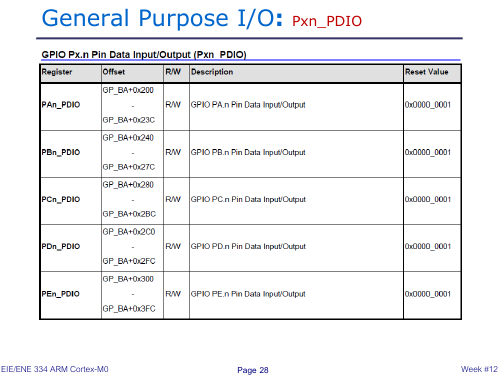 General Purpose I/O: Pxn_PDIO
GPIO Px.n Pin Data Input/Output (Pxn_PDIO)
Register Offset R/W Description Reset Value
PAn_PDIO GP_BA+0x200 - GP_BA+0x23C R/W GPIO PA.n Pin Data Input/Output 0x0000_0001
PBn_PDIO GP_BA+0x240 - GP_BA+0x27C R/W GPIO PB.n Pin Data Input/Output 0x0000_0001
PCn_PDIO GP_BA+0x280 - GP_BA+0x2BC R/W GPIO PC.n Pin Data Input/Output 0x0000_0001
PDn_PDIO GP_BA+0x2C0 - GP_BA+0x2FC R/W GPIO PD.n Pin Data Input/Output 0x0000_0001
PEn_PDIO GP_BA+0x300 - GP_BA+0x3FC R/W GPIO PE.n Pin Data Input/Output 0x0000_0001
EIE/ENE 334 ARM Cortex-M0 Page 28 Week #12